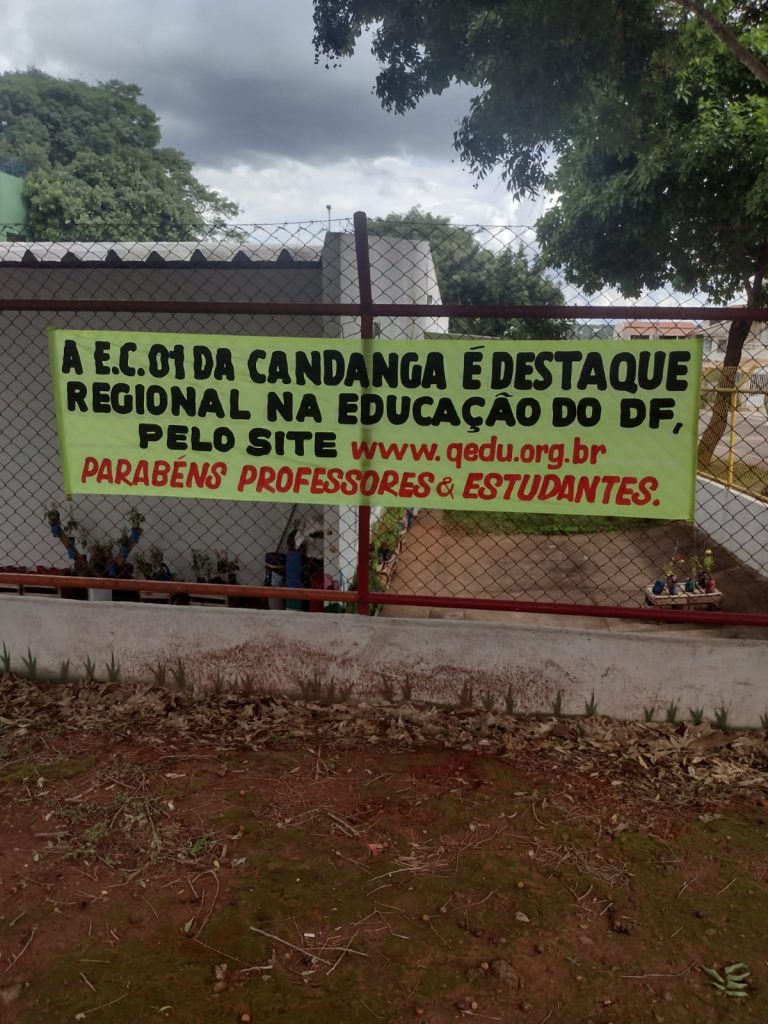 A E.C.01 DA CANDANGA É DESTAQUE
REGIONAL NA EDUCAÇÃO DO DF,
PELO SITE www.qedu.org.br
PARABÉNS PROFESSORES & ESTUDANTES.